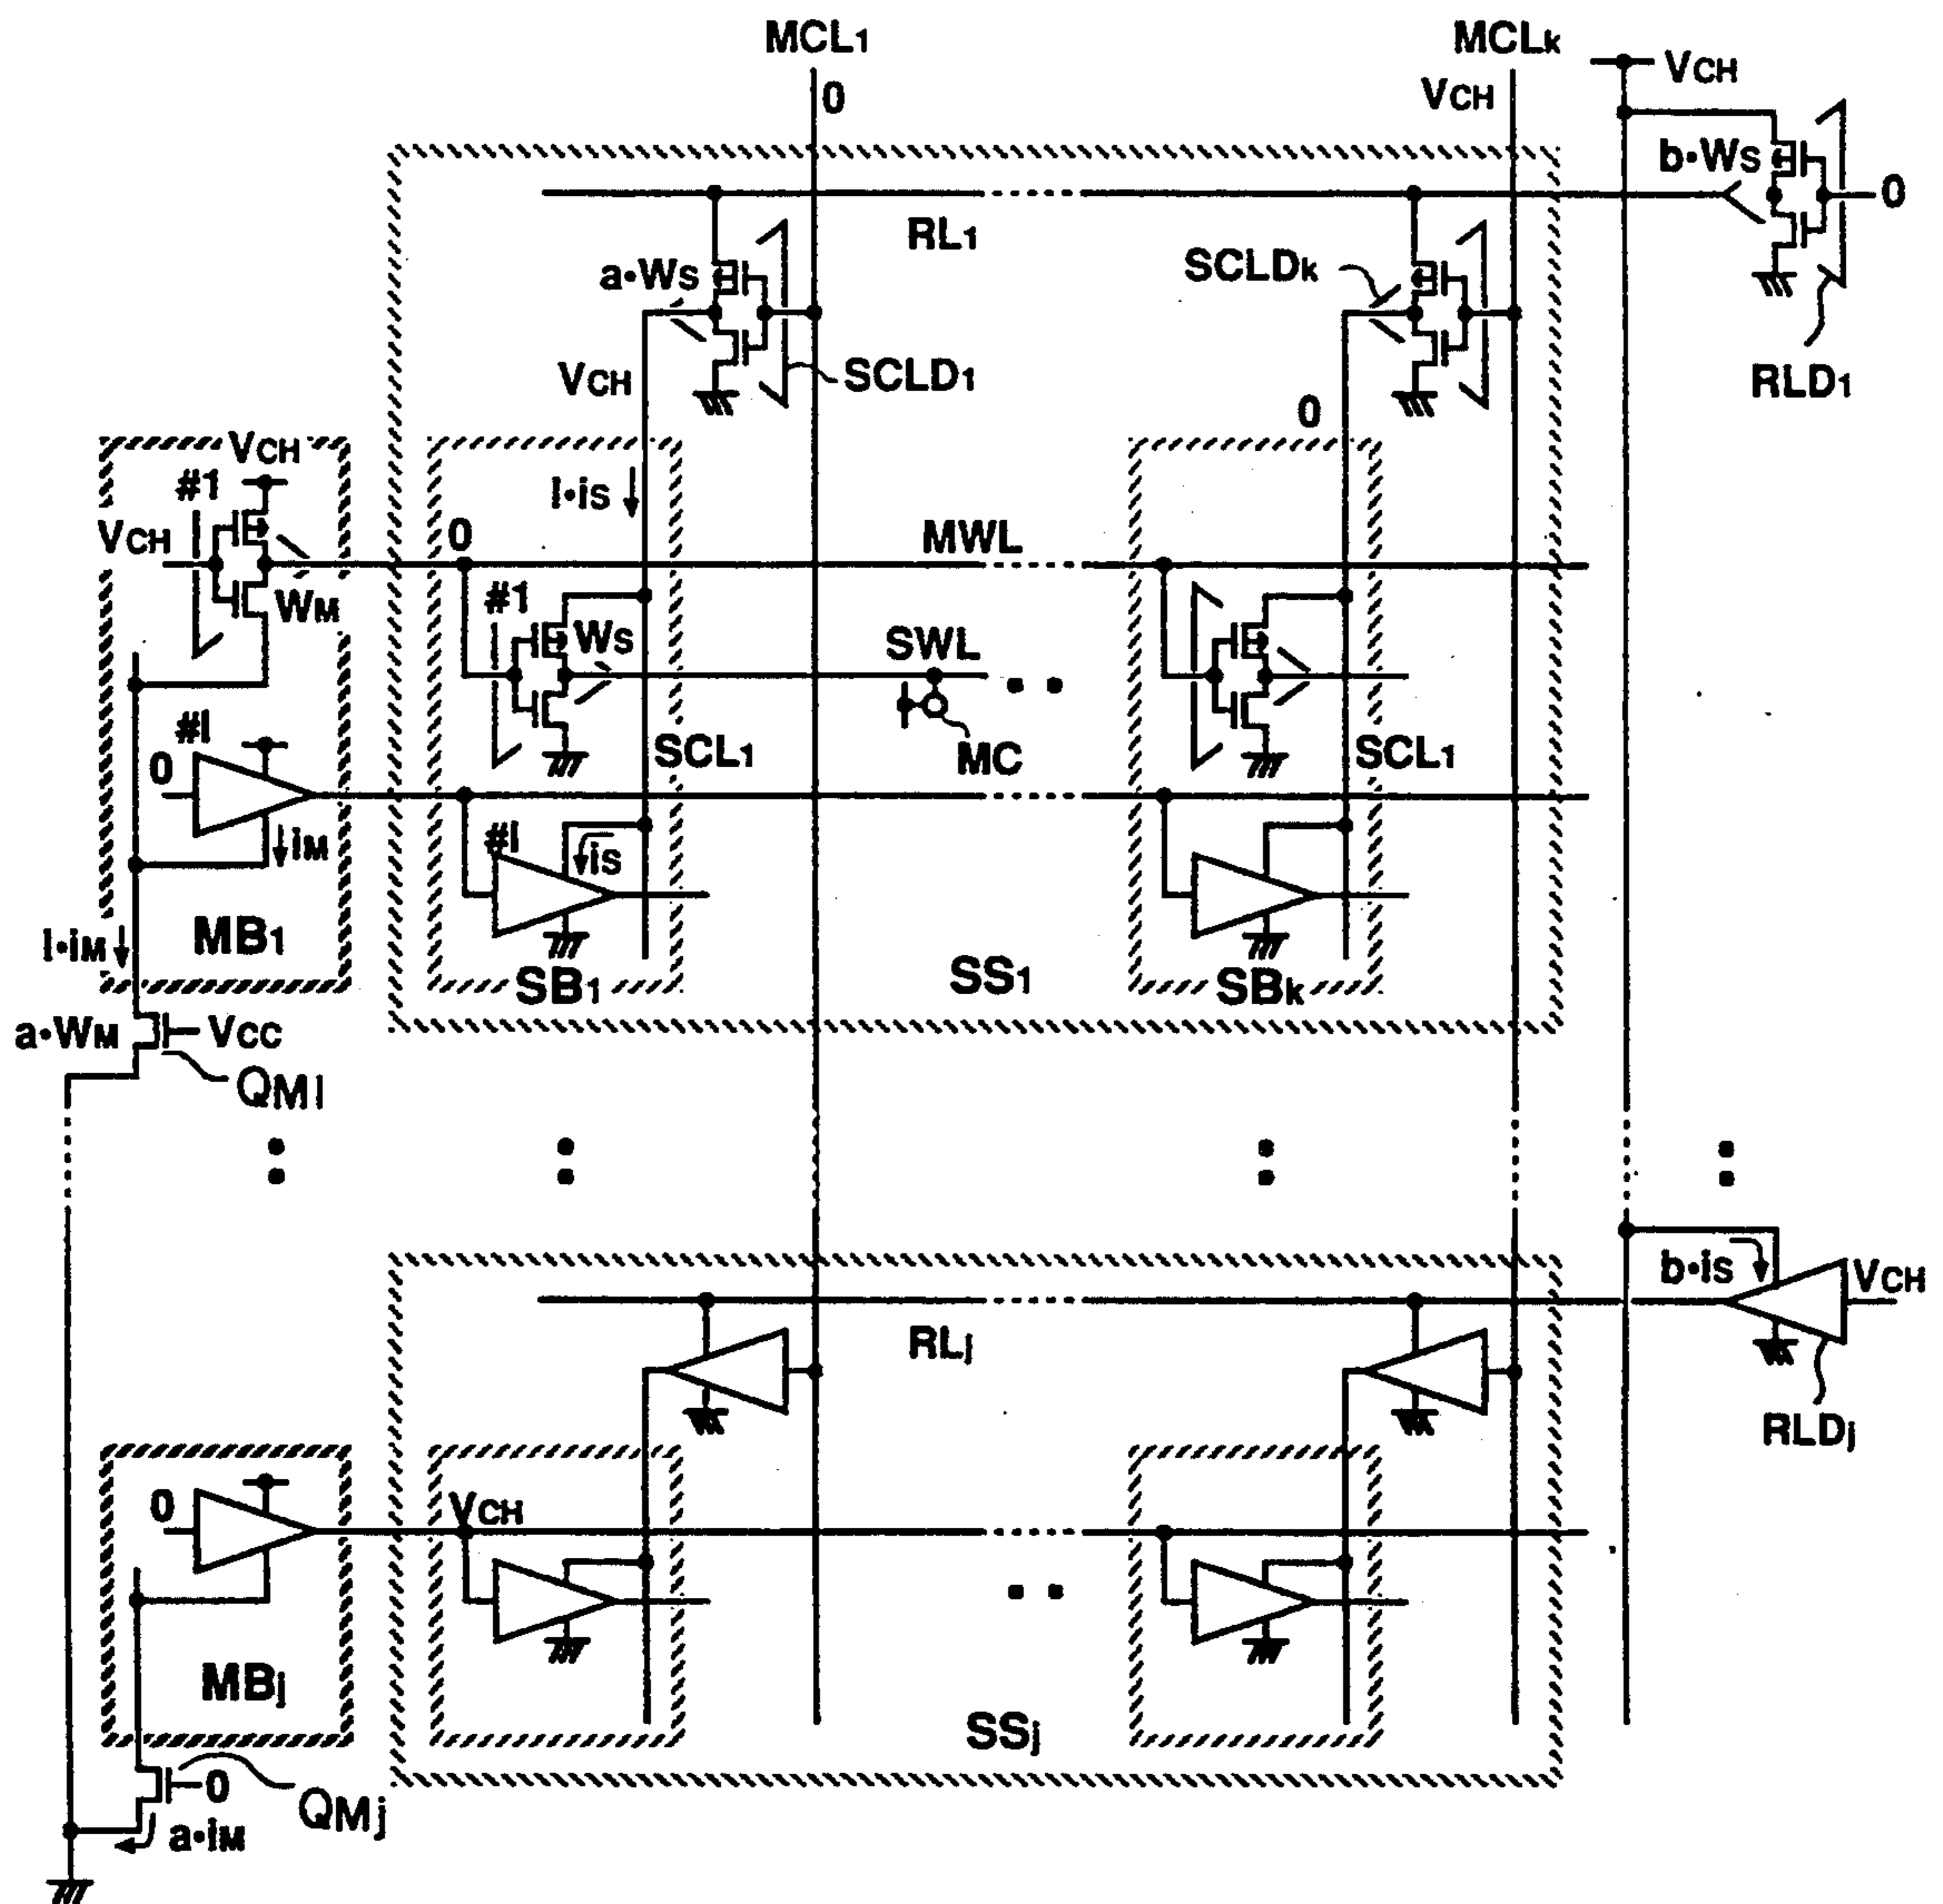 MCL1
MCLk
VCH
0
VCH
b•WS
0
RL1
a•WS
SCLDk
VCH
SCLD1
RLD1
0
VCH
#1
l•iS
VCH
0
MWL
WM
#1
WS
SWL
#l
0
SCL1
MC
SCL1
iM
#l
iS
l•iM
MB1
SB1
SS1
SBk
a•WM
VCC
QMl
b•iS
VCH
RLj
RLDj
0
VCH
MBj
SSj
0
QMj
a•iM